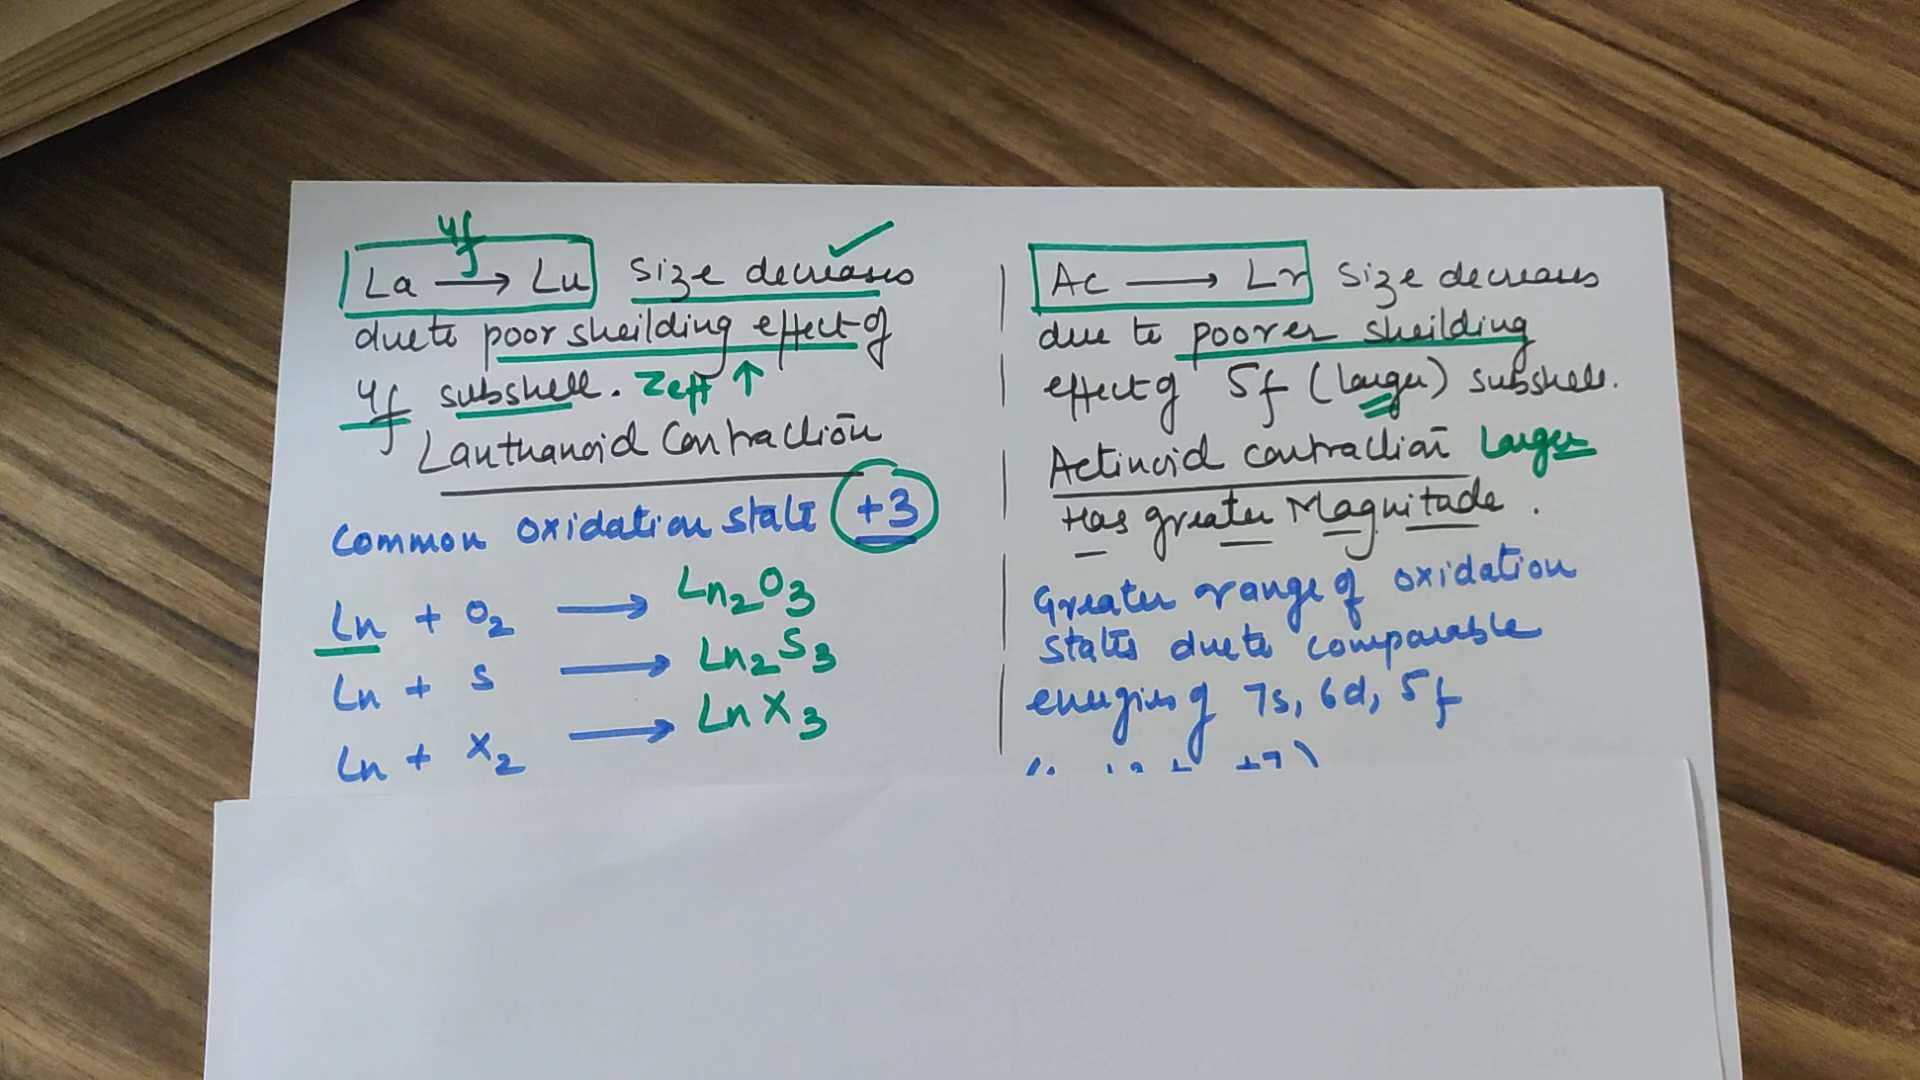 4f
La → Lu Size decreases
due to poor sheilding effect of
4f subshell. Zeff ↑
Lanthanoid Contraction
Common oxidation state +3
Ln + O2 → Ln2O3
Ln + S → Ln2S3
Ln + X2 → LnX3
Ac → Lr Size decreases
due to poorer sheilding
effect of 5f (larger) subshell.
Actinoid contraction Larger
Has greater Magnitude.
Greater range of oxidation
states due to comparable
energies of 7s, 6d, 5f